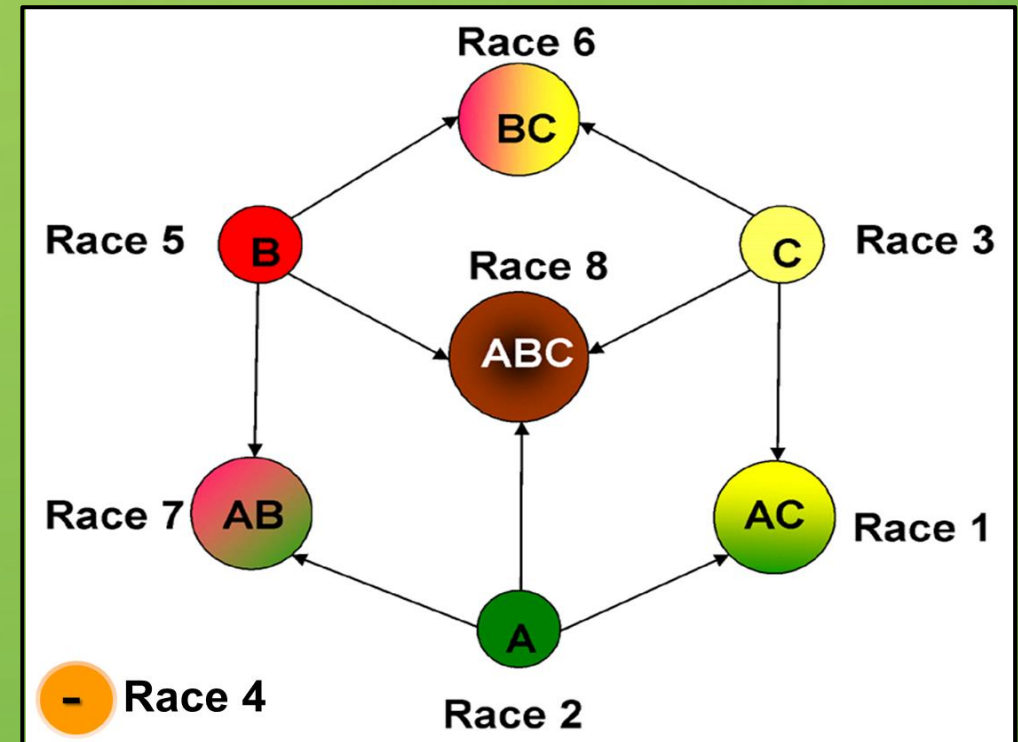 Race 6
BC
Race 5
B
C
Race 3
Race 8
ABC
Race 7
AB
AC
Race 1
A
- Race 4
Race 2